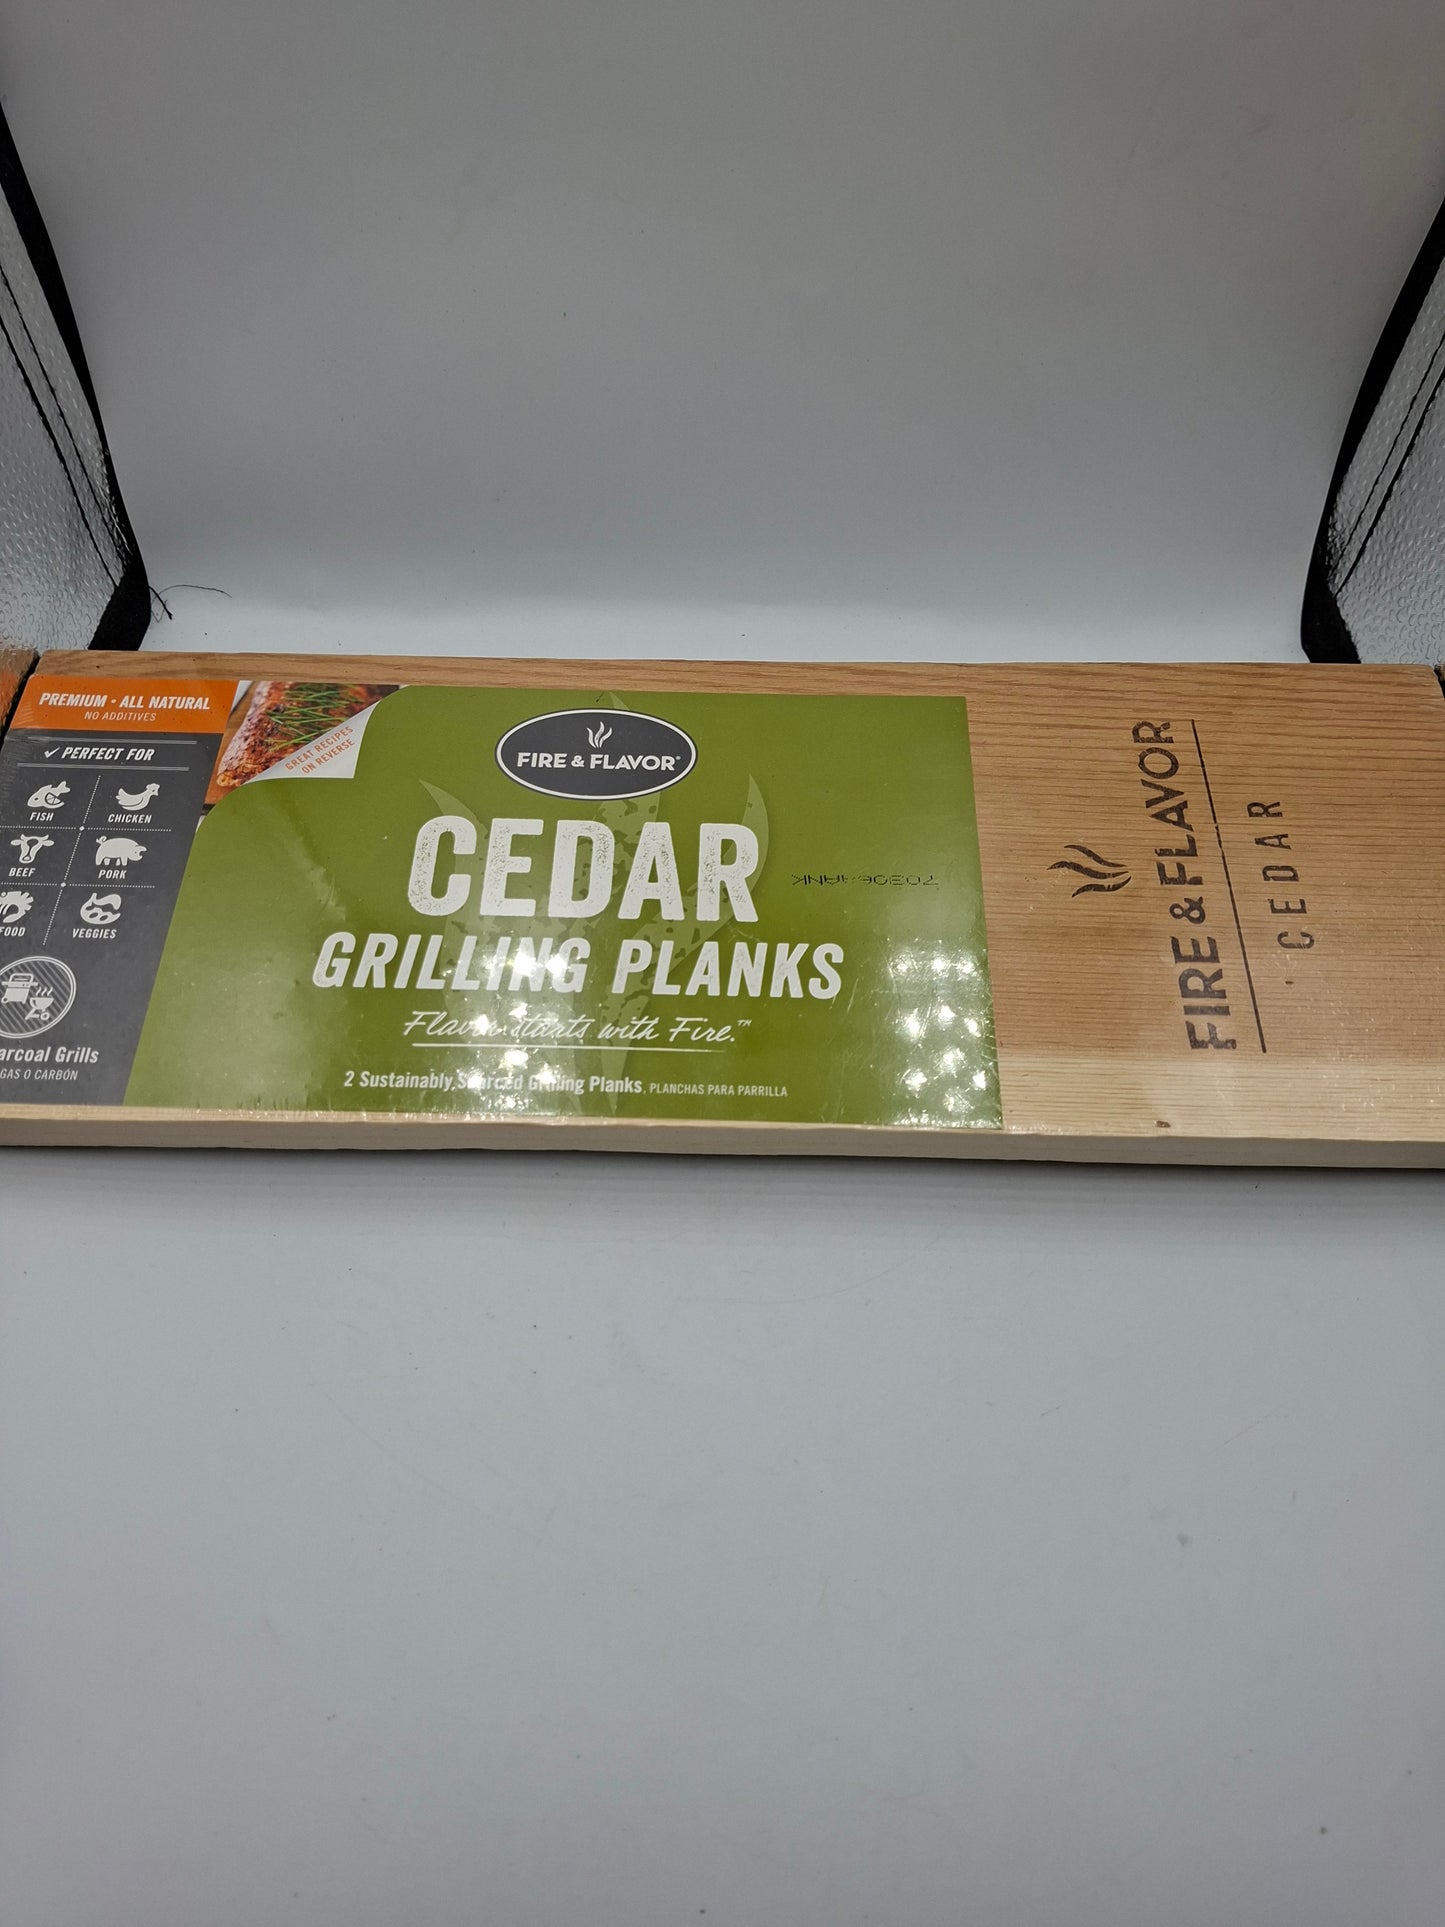 PREMIUM • ALL NATURAL
NO ADDITIVES
PERFECT FOR
FISH
CHICKEN
BEEF
PORK
FOOD
VEGGIES
arcoal Grills
GAS O CARBÓN
GREAT RECIPES
ON REVERSE
FIRE & FLAVOR®
CEDAR
GRILLING PLANKS
Flavor starts with Fire.™
2 Sustainably Sourced Grilling Planks, PLANCHAS PARA PARRILLA
FIRE & FLAVOR
CEDAR